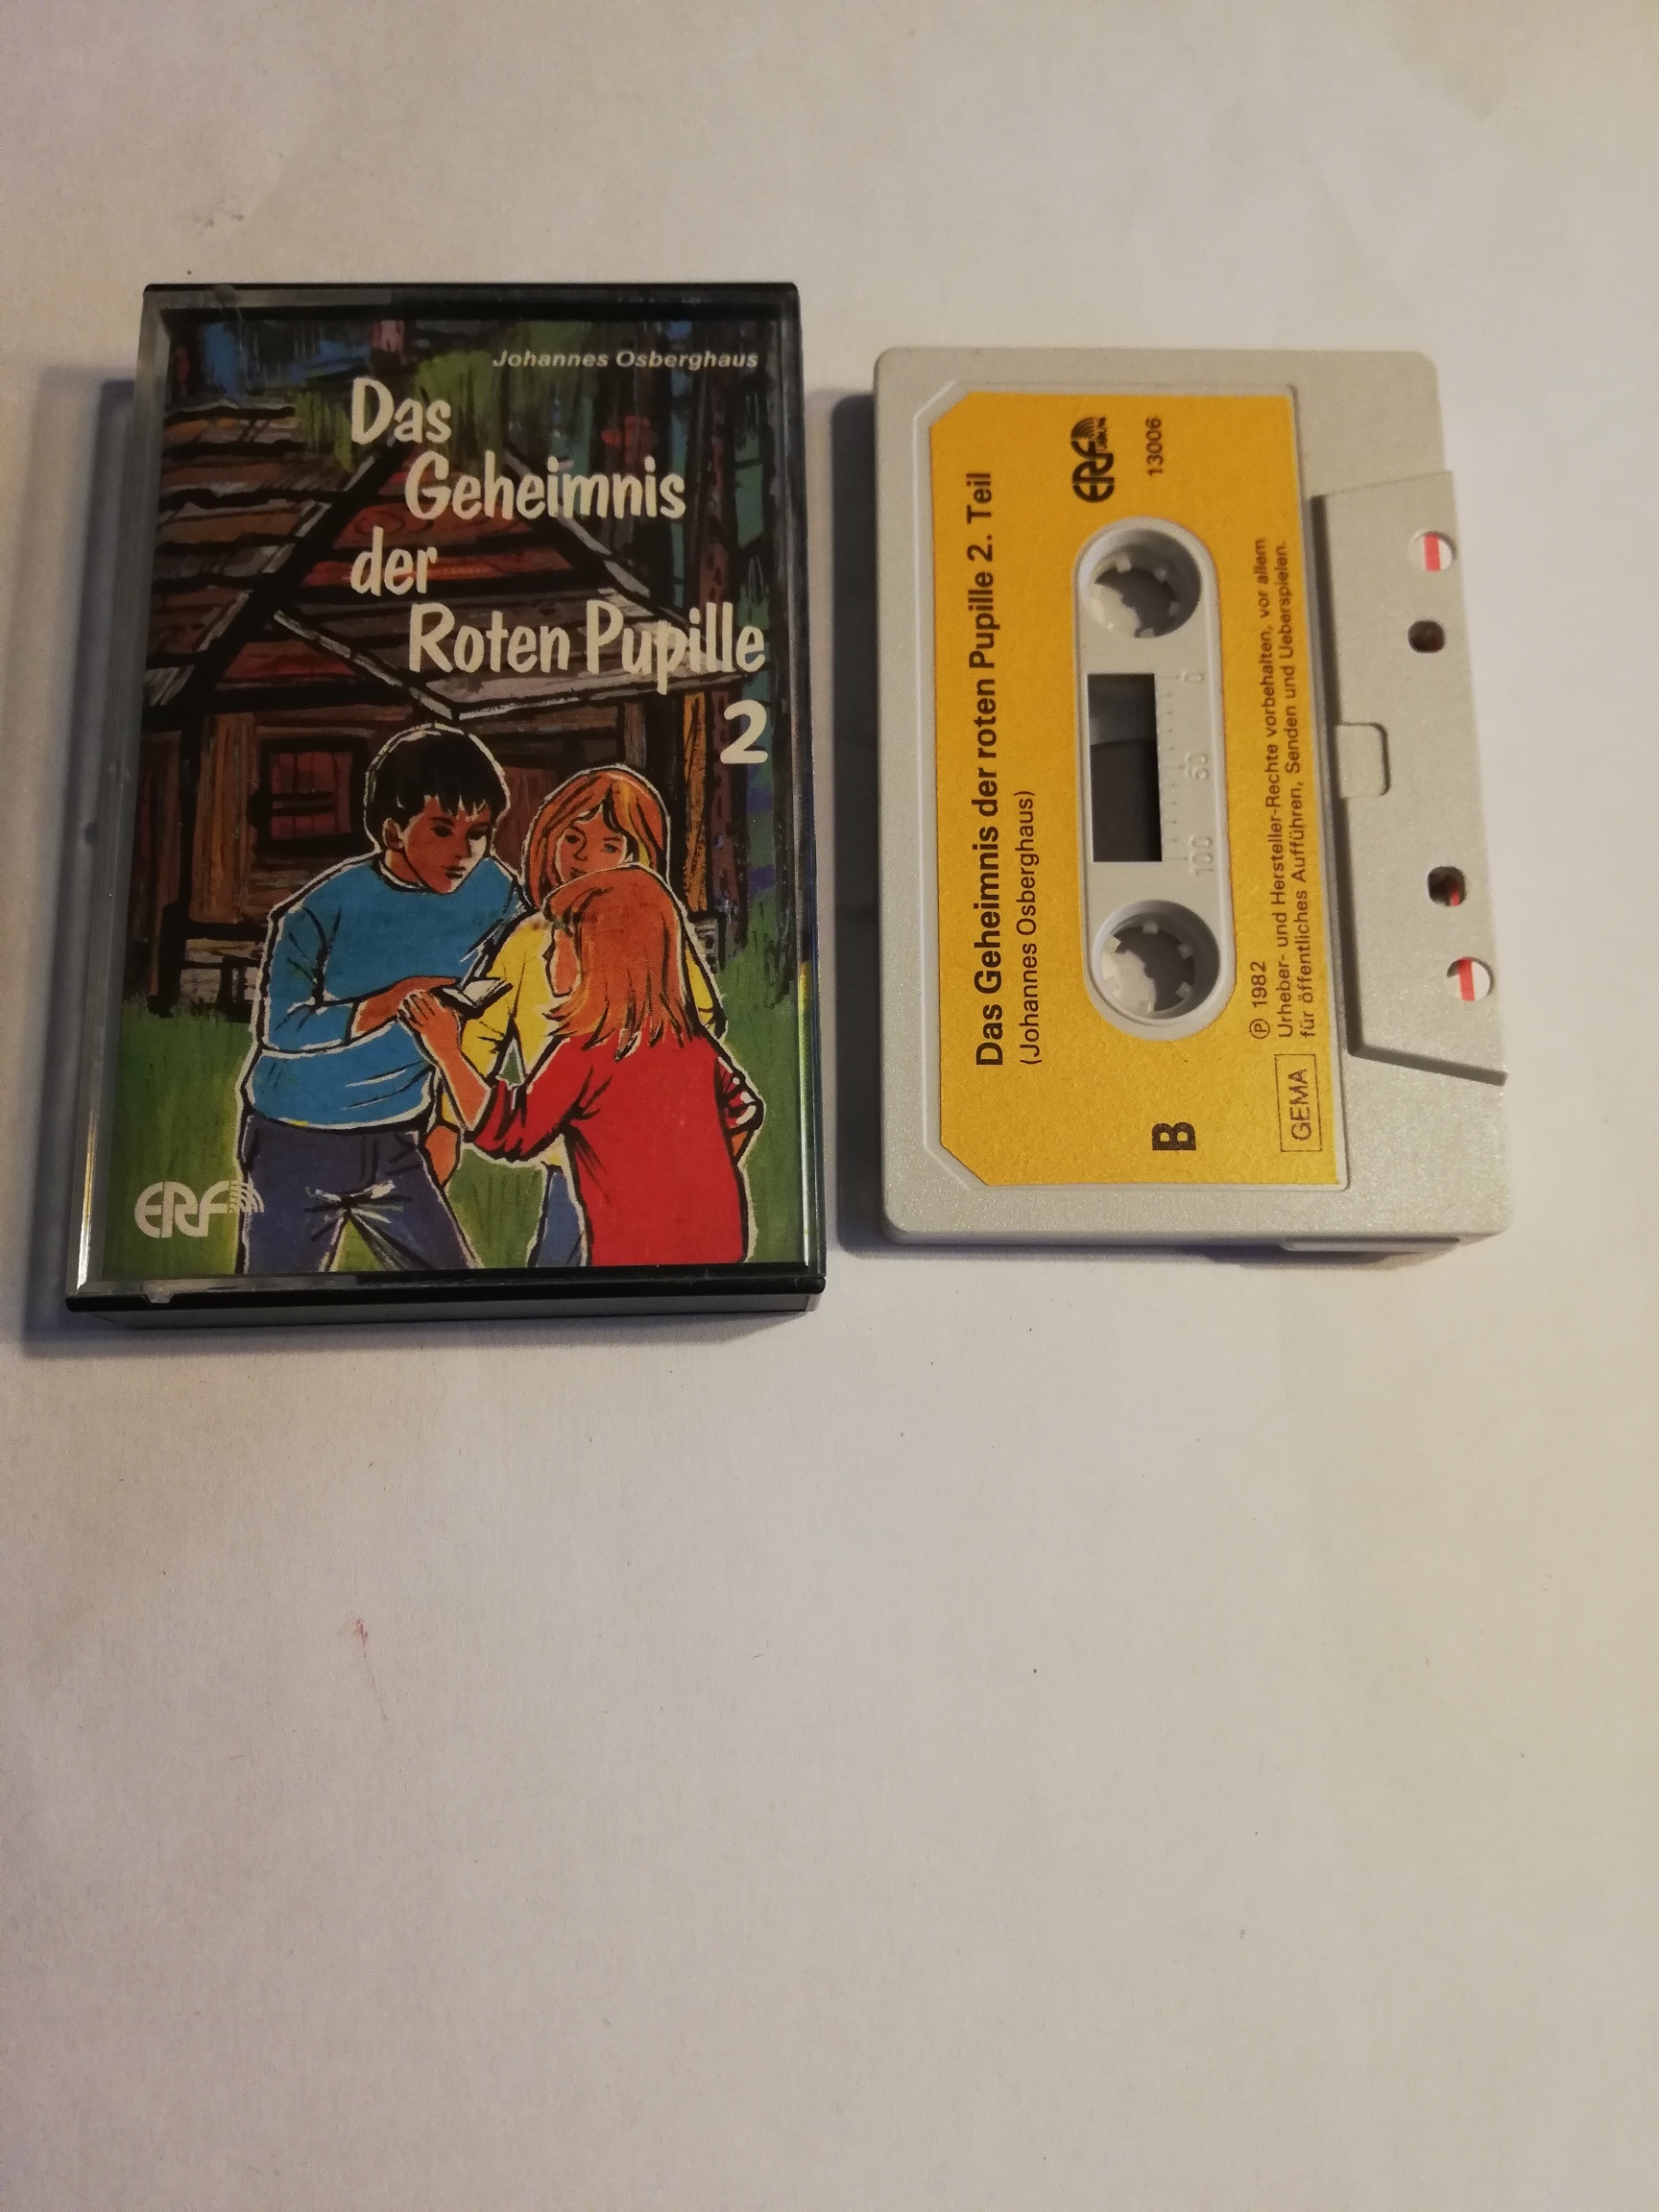 Johannes Osberghaus
Das
Geheimnis
der
Roten Pupille
2
ERF
Das Geheimnis der roten Pupille 2. Teil
(Johannes Osberghaus)
ERF
13006
B
100 50 0
GEMA
℗ 1982
Urheber- und Hersteller-Rechte vorbehalten, vor allem
für öffentliches Aufführen, Senden und Ueberspielen.